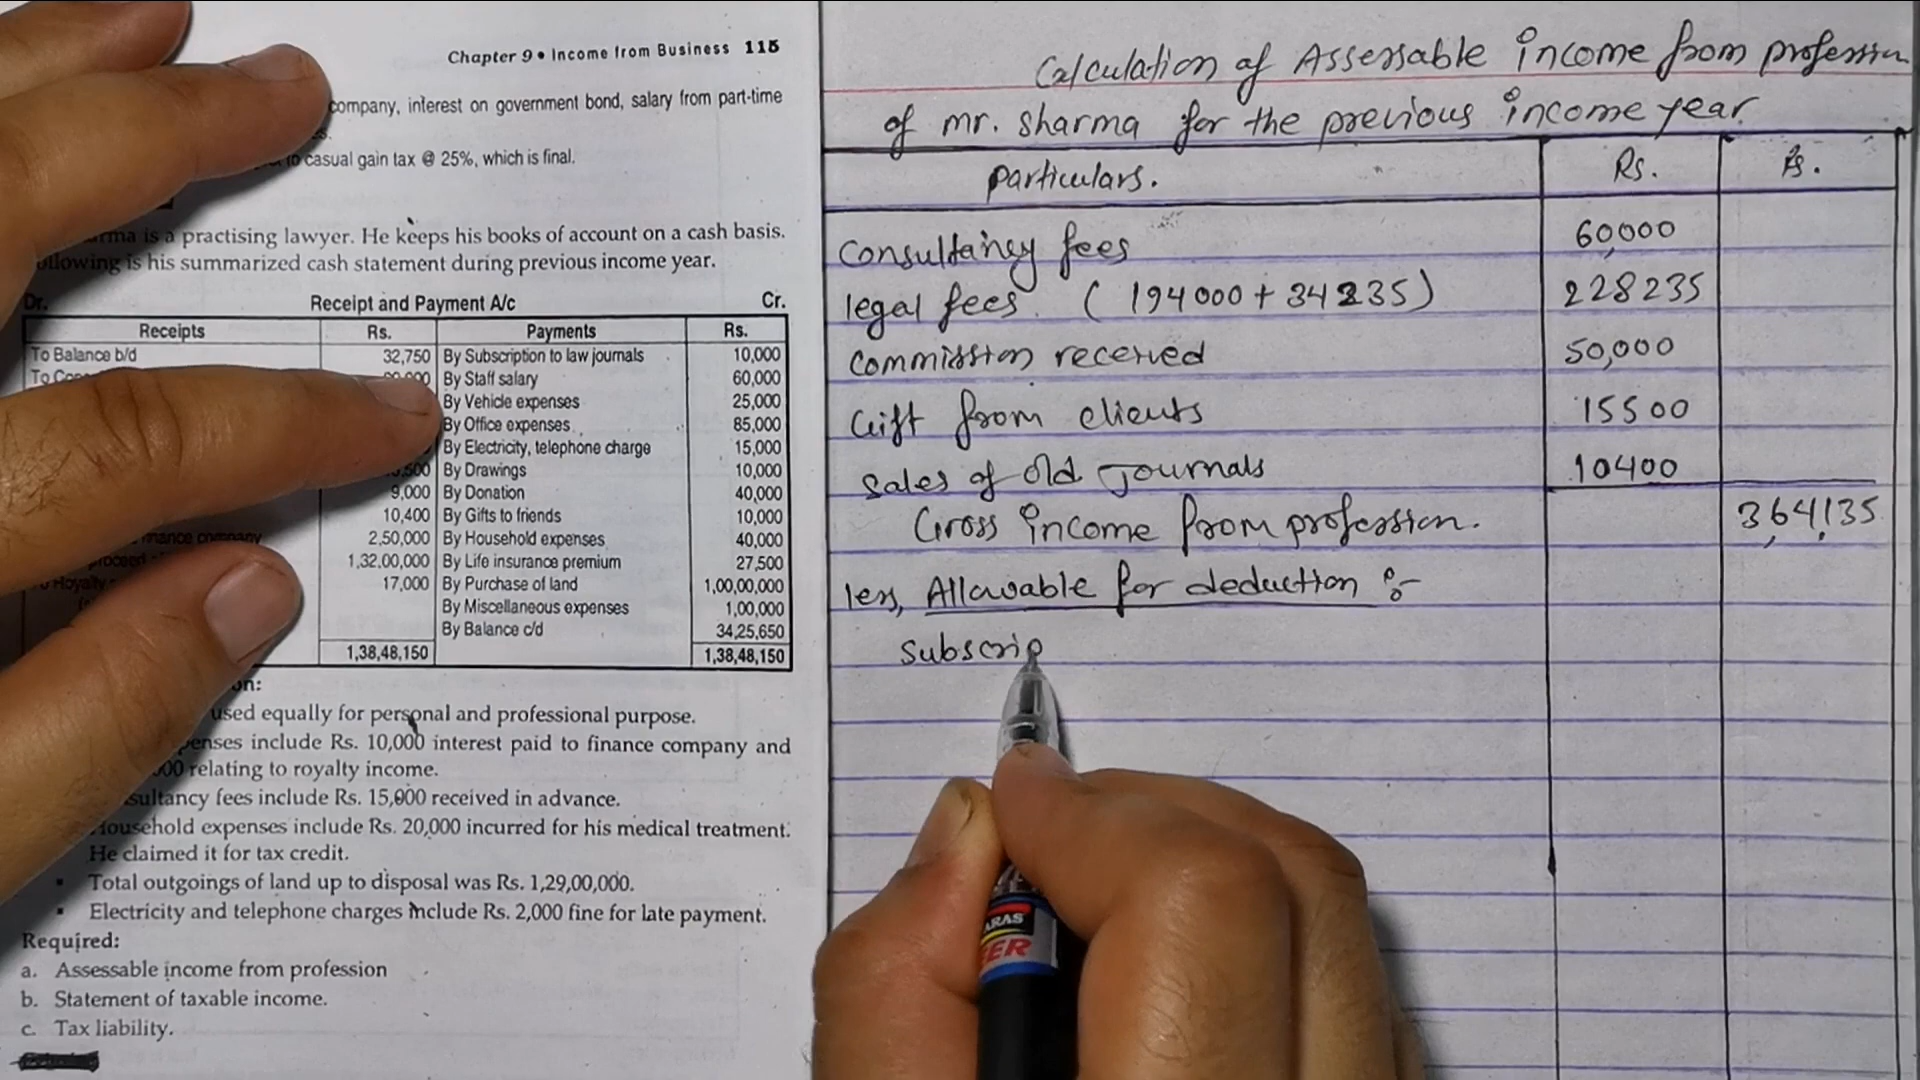 Chapter 9 • Income from Business 115
company, interest on government bond, salary from part-time
casual gain tax @ 25%, which is final.
is a practising lawyer. He keeps his books of account on a cash basis.
is his summarized cash statement during previous income year.
Dr. Receipt and Payment A/c Cr.
Receipts Rs. Payments Rs.
To Balance b/d 32,750 By Subscription to law journals 10,000
To By Staff salary 60,000
By Vehicle expenses 25,000
By Office expenses 85,000
By Electricity, telephone charge 15,000
By Drawings 10,000
9,000 By Donation 40,000
10,400 By Gifts to friends 10,000
2,50,000 By Household expenses 40,000
1,32,00,000 By Life insurance premium 27,500
17,000 By Purchase of land 1,00,00,000
By Miscellaneous expenses 1,00,000
By Balance c/d 34,25,650
1,38,48,150 1,38,48,150
used equally for personal and professional purpose.
include Rs. 10,000 interest paid to finance company and
relating to royalty income.
fees include Rs. 15,000 received in advance.
Household expenses include Rs. 20,000 incurred for his medical treatment.
He claimed it for tax credit.
▪ Total outgoings of land up to disposal was Rs. 1,29,00,000.
▪ Electricity and telephone charges include Rs. 2,000 fine for late payment.
Required:
a. Assessable income from profession
b. Statement of taxable income.
c. Tax liability.
Calculation of Assessable income from profession
of mr. sharma for the previous income year.
particulars. Rs. Rs.
Consultancy fees 60,000
legal fees. (194000 + 34235) 228235
commission received 50,000
Gift from clients 15500
Sales of old Journals 10400
Gross income from profession. 364,135
less, Allowable for deduction :-
Subscrip